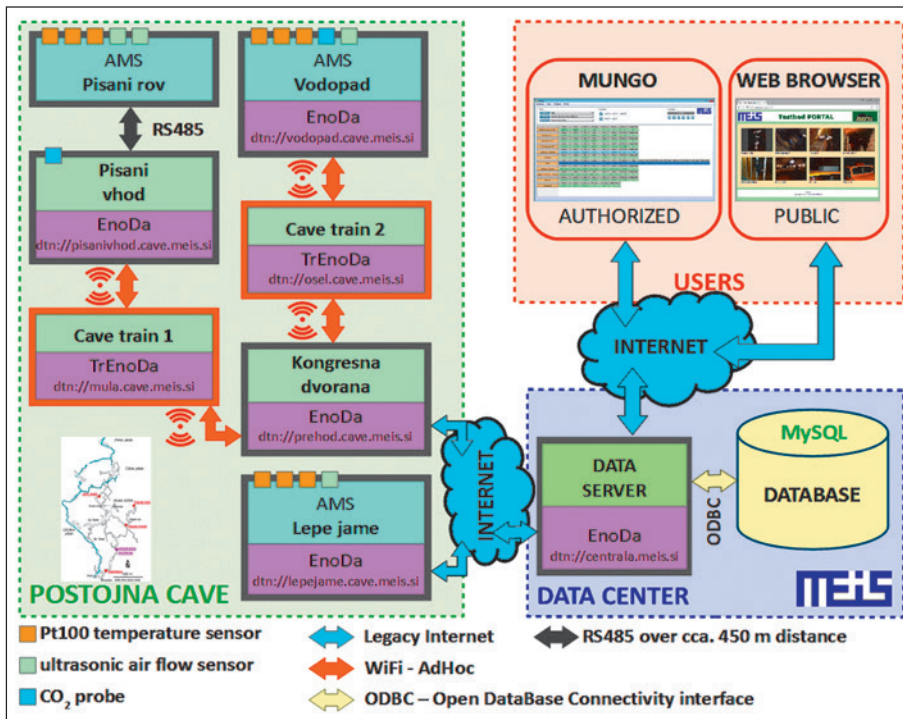 AMS
Pisani rov
RS485
Pisani
vhod
EnoDa
dtn://pisanivhod.cave.meis.si
Cave train 1
TrEnoDa
dtn://mula.cave.meis.si
AMS
Vodopad
EnoDa
dtn://vodopad.cave.meis.si
Cave train 2
TrEnoDa
dtn://osel.cave.meis.si
Kongresna
dvorana
EnoDa
dtn://prehod.cave.meis.si
AMS
Lepe jame
EnoDa
dtn://lepejame.cave.meis.si
POSTOJNA CAVE
INTERNET
MUNGO
AUTHORIZED
WEB BROWSER
MEIS
Testbed PORTAL
PUBLIC
USERS
INTERNET
DATA
SERVER
EnoDa
dtn://centrala.meis.si
ODBC
MySQL
DATABASE
DATA CENTER
MEIS
Pt100 temperature sensor
ultrasonic air flow sensor
CO₂ probe
Legacy Internet
WiFi - AdHoc
ODBC – Open DataBase Connectivity interface
RS485 over cca. 450 m distance